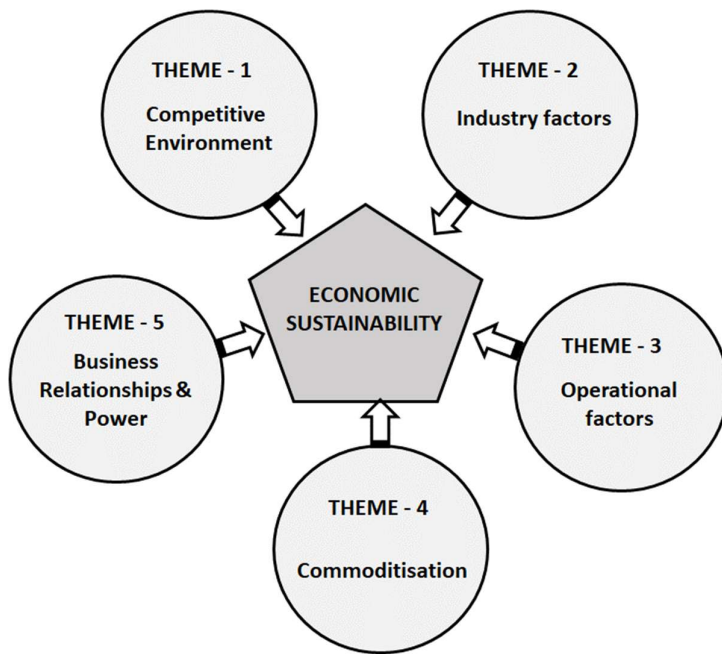 THEME - 1
Competitive
Environment
THEME - 2
Industry factors
ECONOMIC
SUSTAINABILITY
THEME - 5
Business
Relationships &
Power
THEME - 3
Operational
factors
THEME - 4
Commoditisation